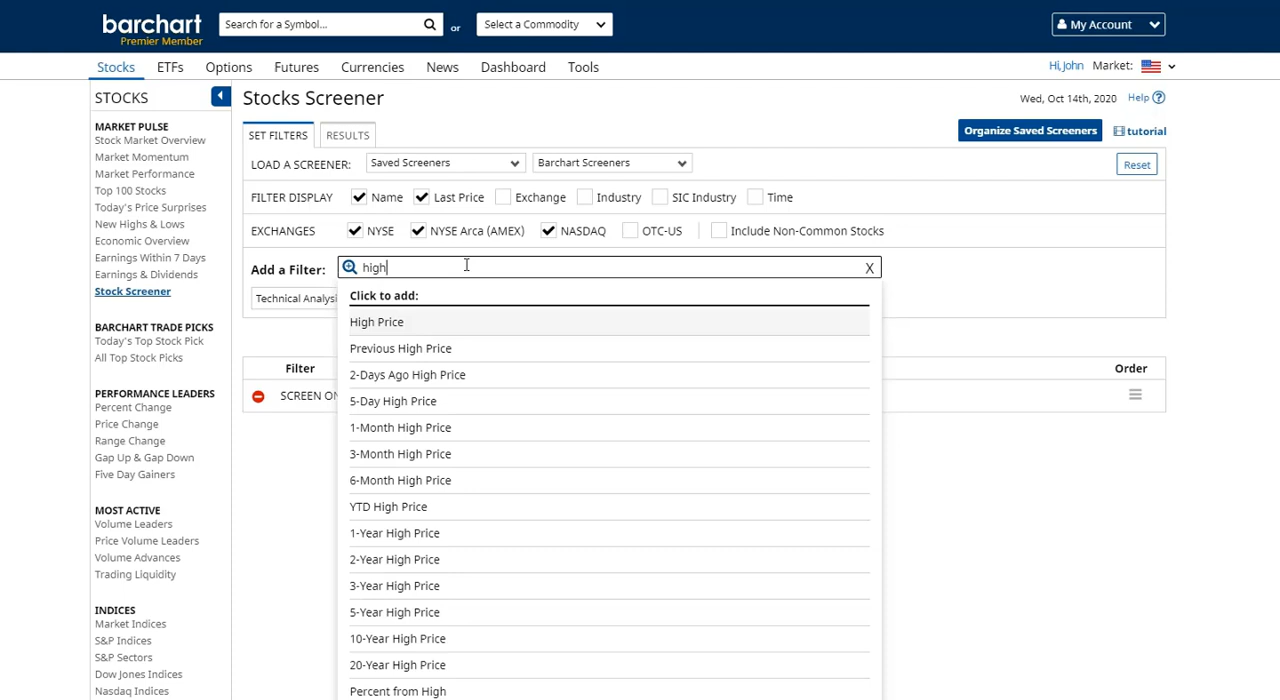 barchart
Premier Member
Search for a Symbol...
or
Select a Commodity
My Account
Stocks
ETFs
Options
Futures
Currencies
News
Dashboard
Tools
Hi, John
Market:
STOCKS
MARKET PULSE
Stock Market Overview
Market Momentum
Market Performance
Top 100 Stocks
Today's Price Surprises
New Highs & Lows
Economic Overview
Earnings Within 7 Days
Earnings & Dividends
Stock Screener
BARCHART TRADE PICKS
Today's Top Stock Pick
All Top Stock Picks
PERFORMANCE LEADERS
Percent Change
Price Change
Range Change
Gap Up & Gap Down
Five Day Gainers
MOST ACTIVE
Volume Leaders
Price Volume Leaders
Volume Advances
Trading Liquidity
INDICES
Market Indices
S&P Indices
S&P Sectors
Dow Jones Indices
Nasdaq Indices
Stocks Screener
Wed, Oct 14th, 2020
Help ?
SET FILTERS
RESULTS
Organize Saved Screeners
tutorial
LOAD A SCREENER:
Saved Screeners
Barchart Screeners
Reset
FILTER DISPLAY
Name
Last Price
Exchange
Industry
SIC Industry
Time
EXCHANGES
NYSE
NYSE Arca (AMEX)
NASDAQ
OTC-US
Include Non-Common Stocks
Add a Filter:
high
X
Technical Analysi
Click to add:
High Price
Previous High Price
2-Days Ago High Price
5-Day High Price
1-Month High Price
3-Month High Price
6-Month High Price
YTD High Price
1-Year High Price
2-Year High Price
3-Year High Price
5-Year High Price
10-Year High Price
20-Year High Price
Percent from High
Filter
Order
SCREEN ON